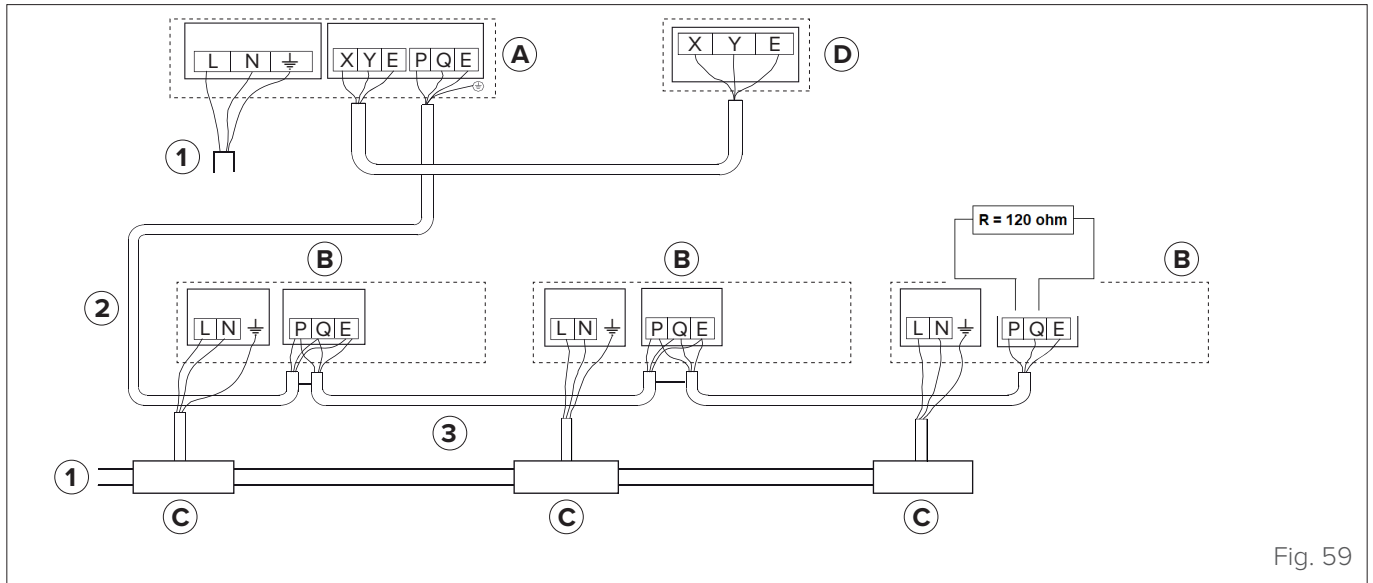 L N ⏚ X Y E P Q E A X Y E D
1
R = 120 ohm
B B B
2
L N ⏚ P Q E L N ⏚ P Q E L N ⏚ P Q E
3
1
C C C
Fig. 59